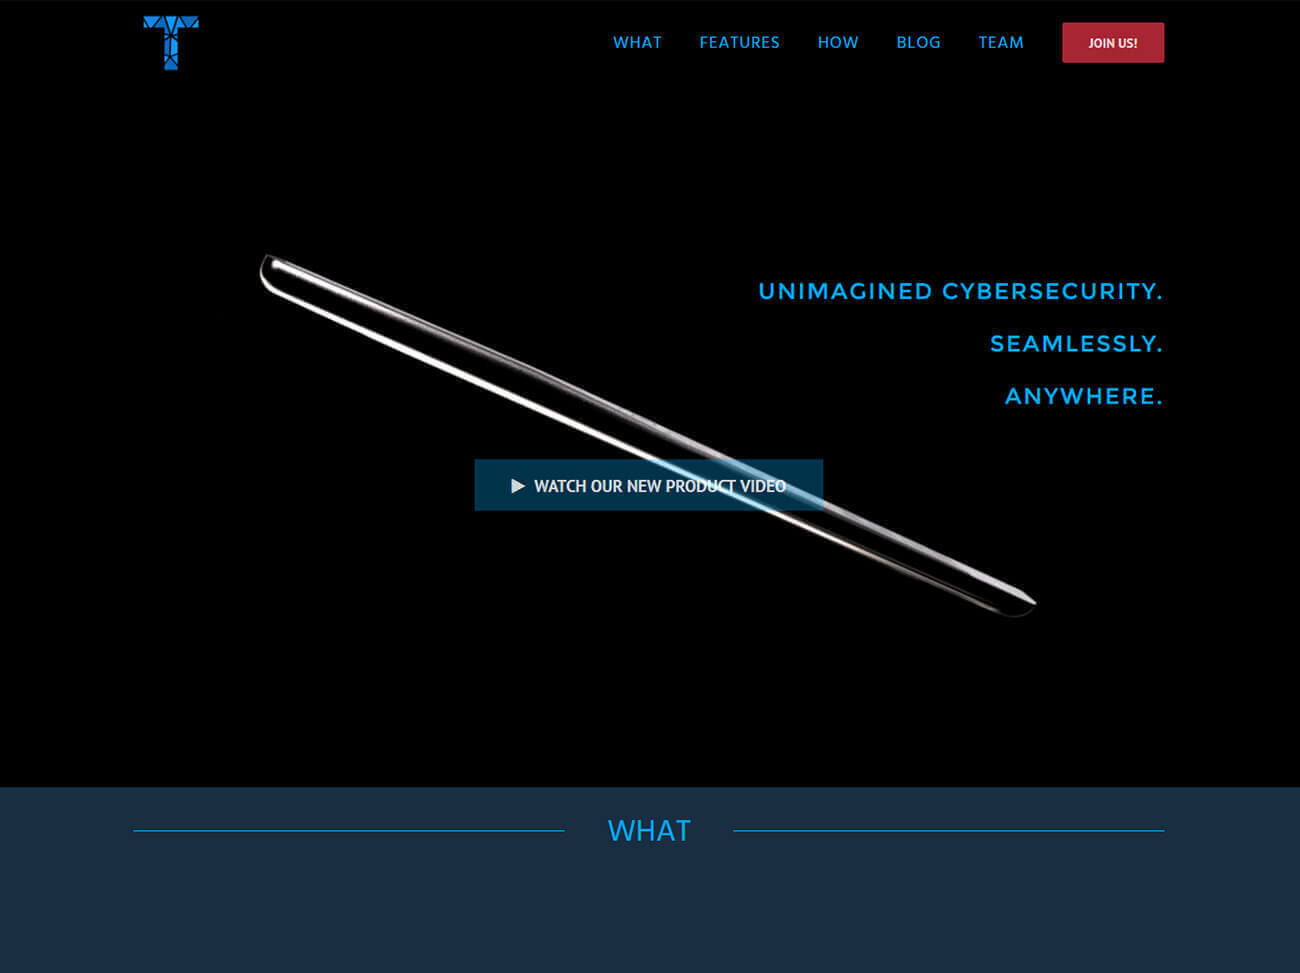 T
WHAT FEATURES HOW BLOG TEAM JOIN US!
UNIMAGINED CYBERSECURITY.
SEAMLESSLY.
ANYWHERE.
WATCH OUR NEW PRODUCT VIDEO
WHAT